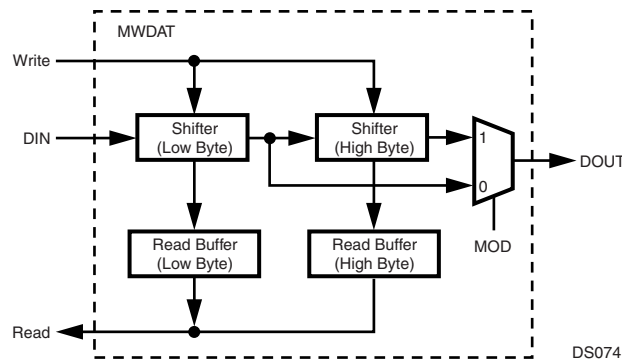 MWDAT
Write
DIN
Shifter
(Low Byte)
Shifter
(High Byte)
1
0
DOUT
MOD
Read Buffer
(Low Byte)
Read Buffer
(High Byte)
Read
DS074